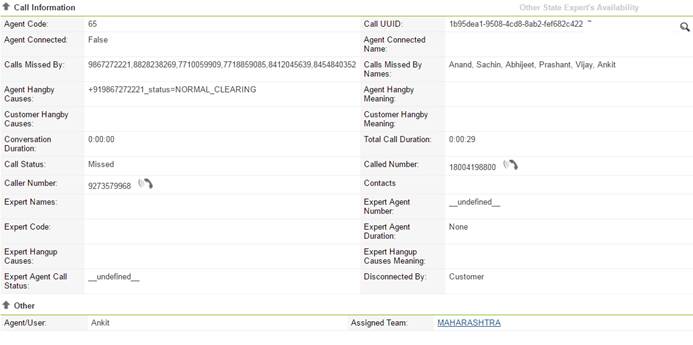 Call Information Other State Expert's Availability
Agent Code: 65 Call UUID: 1b95dea1-9508-4cd8-8ab2-fef682c422
Agent Connected: False Agent Connected
Name:
Calls Missed By: 9867272221,8828238269,7710059909,7718859085,8412045639,8454840352 Calls Missed By Anand, Sachin, Abhijeet, Prashant, Vijay, Ankit
Names:
Agent Hangby +919867272221_status=NORMAL_CLEARING Agent Hangby
Causes: Meaning:
Customer Hangby Customer Hangby
Causes: Meaning:
Conversation 0:00:00 Total Call Duration: 0:00:29
Duration:
Call Status: Missed Called Number: 18004198800
Caller Number: 9273579968 Contacts
Expert Names: Expert Agent __undefined__
Number:
Expert Code: Expert Agent None
Duration:
Expert Hangup Expert Hangup
Causes: Causes Meaning:
Expert Agent Call __undefined__ Disconnected By: Customer
Status:
Other
Agent/User: Ankit Assigned Team: MAHARASHTRA